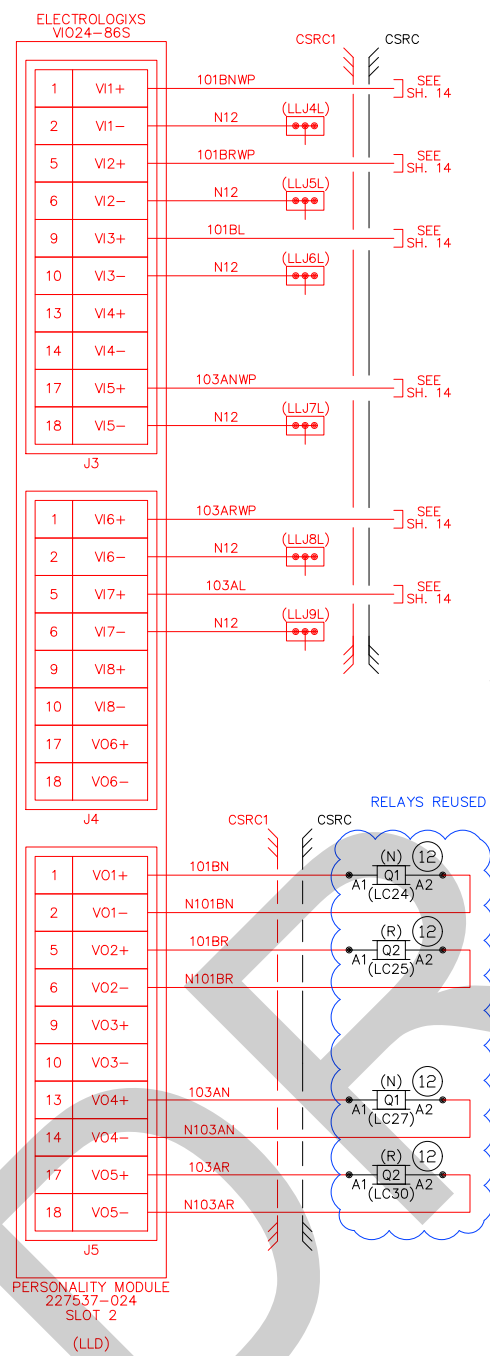 ELECTROLOGIXS
VIO24-86S
CSRC1 CSRC
1 VI1+ 101BNWP SEE
SH. 14
2 VI1- N12 (LLJ4L)
5 VI2+ 101BRWP SEE
SH. 14
6 VI2- N12 (LLJ5L)
9 VI3+ 101BL SEE
SH. 14
10 VI3- N12 (LLJ6L)
13 VI4+
14 VI4-
17 VI5+ 103ANWP SEE
SH. 14
18 VI5- N12 (LLJ7L)
J3
1 VI6+ 103ARWP SEE
SH. 14
2 VI6- N12 (LLJ8L)
5 VI7+ 103AL SEE
SH. 14
6 VI7- N12 (LLJ9L)
9 VI8+
10 VI8-
17 VO6+
18 VO6-
J4
RELAYS REUSED
CSRC1 CSRC
1 VO1+ 101BN (N) 12
A1 Q1 A2
(LC24)
2 VO1- N101BN
5 VO2+ 101BR (R) 12
A1 Q2 A2
(LC25)
6 VO2- N101BR
9 VO3+
10 VO3-
13 VO4+ 103AN (N) 12
A1 Q1 A2
(LC27)
14 VO4- N103AN
17 VO5+ 103AR (R) 12
A1 Q2 A2
(LC30)
18 VO5- N103AR
J5
PERSONALITY MODULE
227537-024
SLOT 2
(LLD)